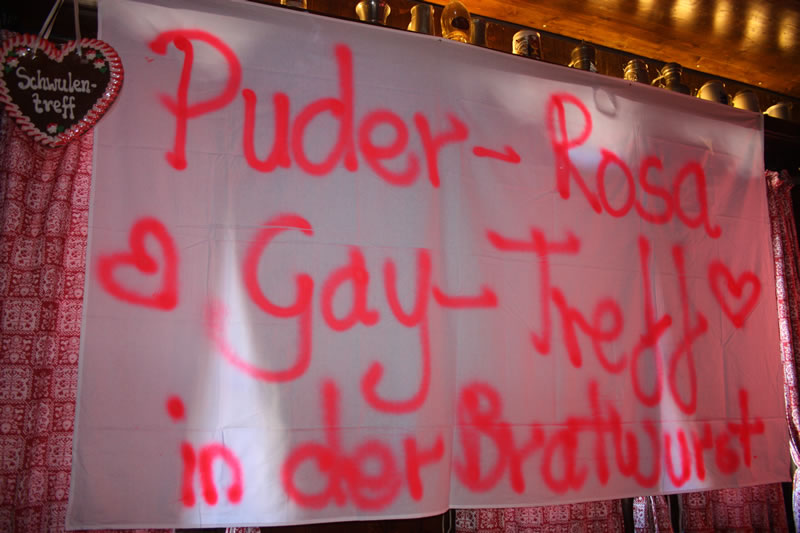 Schwulen-
treff
Puder-Rosa
Gay-Treff
in der Bratwurst